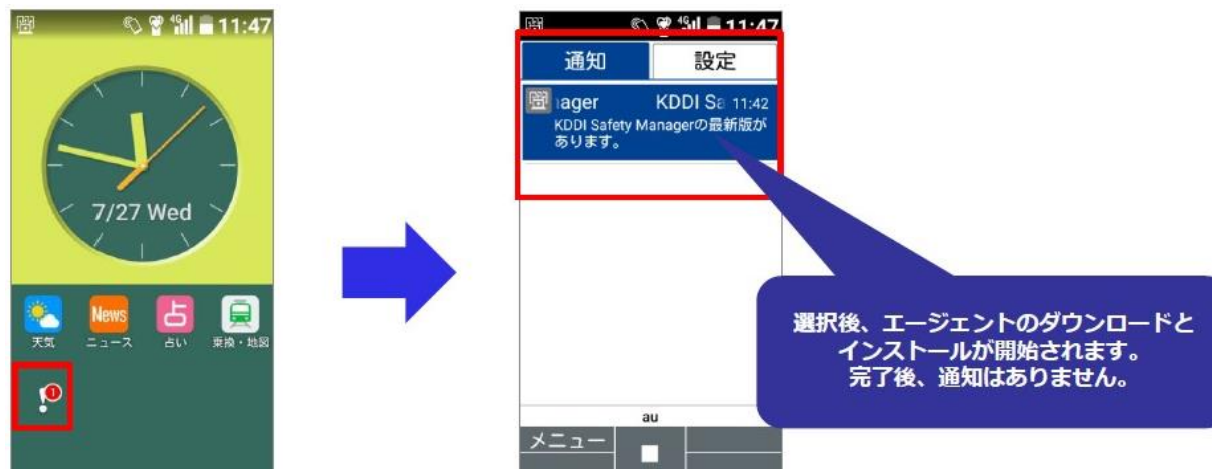 4G 11:47
7/27 Wed
News
占
天気 ニュース 占い 乗換・地図
1
4G 11:47
通知 設定
ager KDDI Sa 11:42
KDDI Safety Managerの最新版が
あります。
選択後、エージェントのダウンロードと
インストールが開始されます。
完了後、通知はありません。
au
メニュー